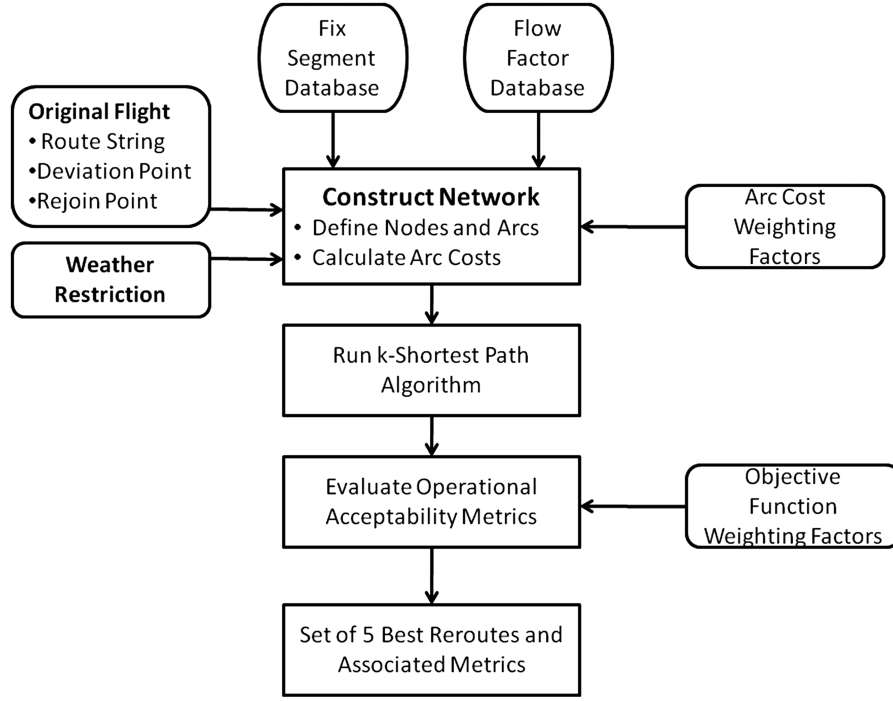 Fix
Segment
Database
Flow
Factor
Database
Original Flight
• Route String
•Deviation Point
•Rejoin Point
Weather
Restriction
Construct Network
• Define Nodes and Arcs
• Calculate Arc Costs
Arc Cost
Weighting
Factors
Run k-Shortest Path
Algorithm
Evaluate Operational
Acceptability Metrics
Objective
Function
Weighting Factors
Set of 5 Best Reroutes and
Associated Metrics